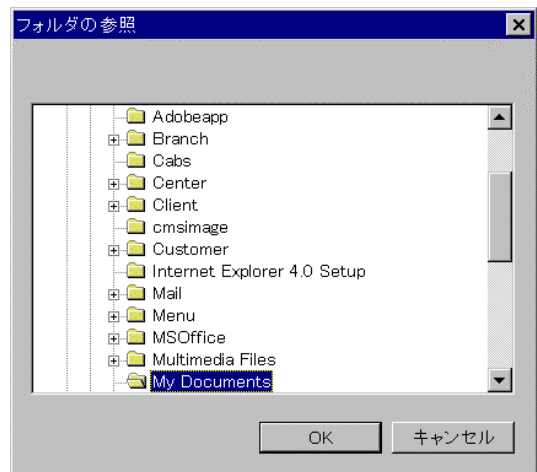 フォルダの参照
Adobeapp
Branch
Cabs
Center
Client
cmsimage
Customer
Internet Explorer 4.0 Setup
Mail
Menu
MSOffice
Multimedia Files
My Documents
OK キャンセル